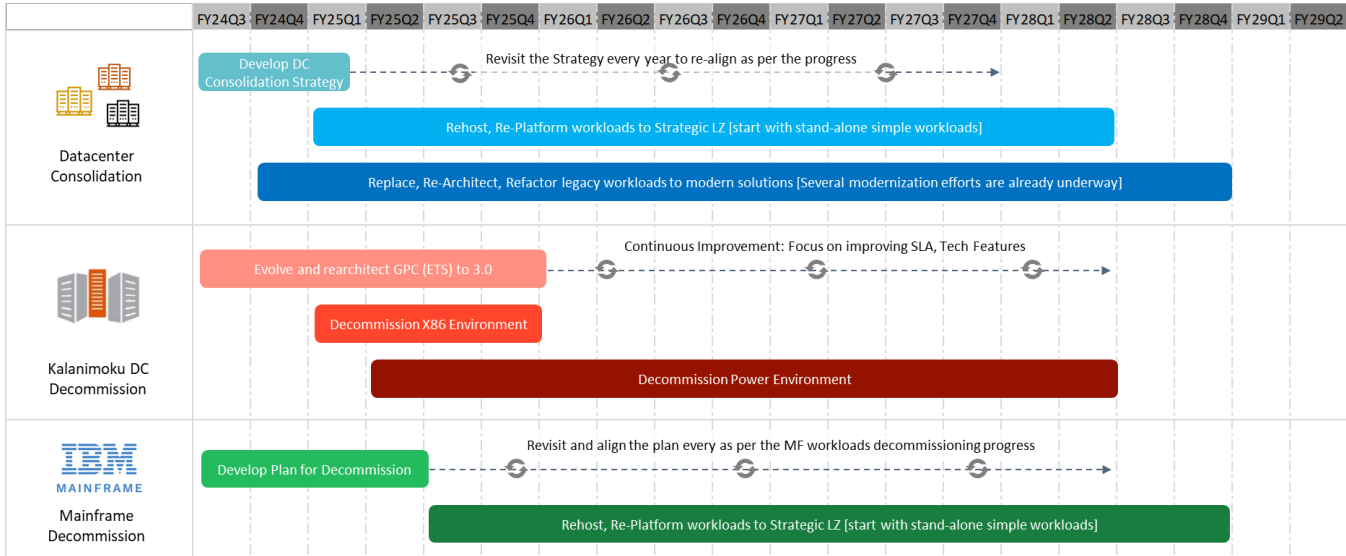 FY24Q3 FY24Q4 FY25Q1 FY25Q2 FY25Q3 FY25Q4 FY26Q1 FY26Q2 FY26Q3 FY26Q4 FY27Q1 FY27Q2 FY27Q3 FY27Q4 FY28Q1 FY28Q2 FY28Q3 FY28Q4 FY29Q1 FY29Q2
Datacenter
Consolidation
Develop DC
Consolidation Strategy
Revisit the Strategy every year to re-align as per the progress
Rehost, Re-Platform workloads to Strategic LZ [start with stand-alone simple workloads]
Replace, Re-Architect, Refactor legacy workloads to modern solutions [Several modernization efforts are already underway]
Kalanimoku DC
Decommission
Evolve and rearchitect GPC (ETS) to 3.0
Continuous Improvement: Focus on improving SLA, Tech Features
Decommission X86 Environment
Decommission Power Environment
IBM
MAINFRAME
Mainframe
Decommission
Develop Plan for Decommission
Revisit and align the plan every as per the MF workloads decommissioning progress
Rehost, Re-Platform workloads to Strategic LZ [start with stand-alone simple workloads]